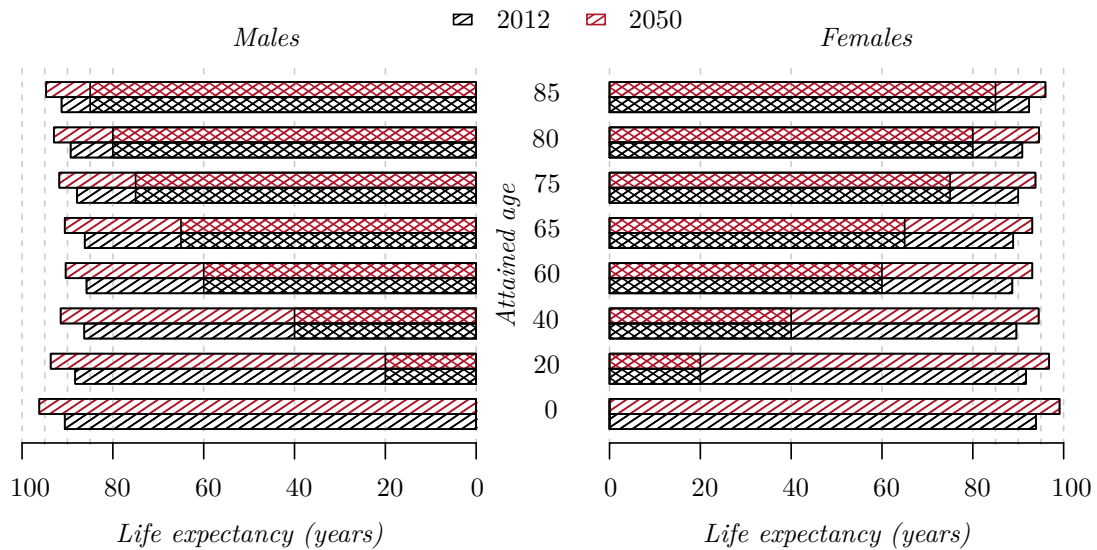 2012 2050
Males Females
85
80
75
65
60
40
20
0
Attained age
100 80 60 40 20 0 0 20 40 60 80 100
Life expectancy (years) Life expectancy (years)